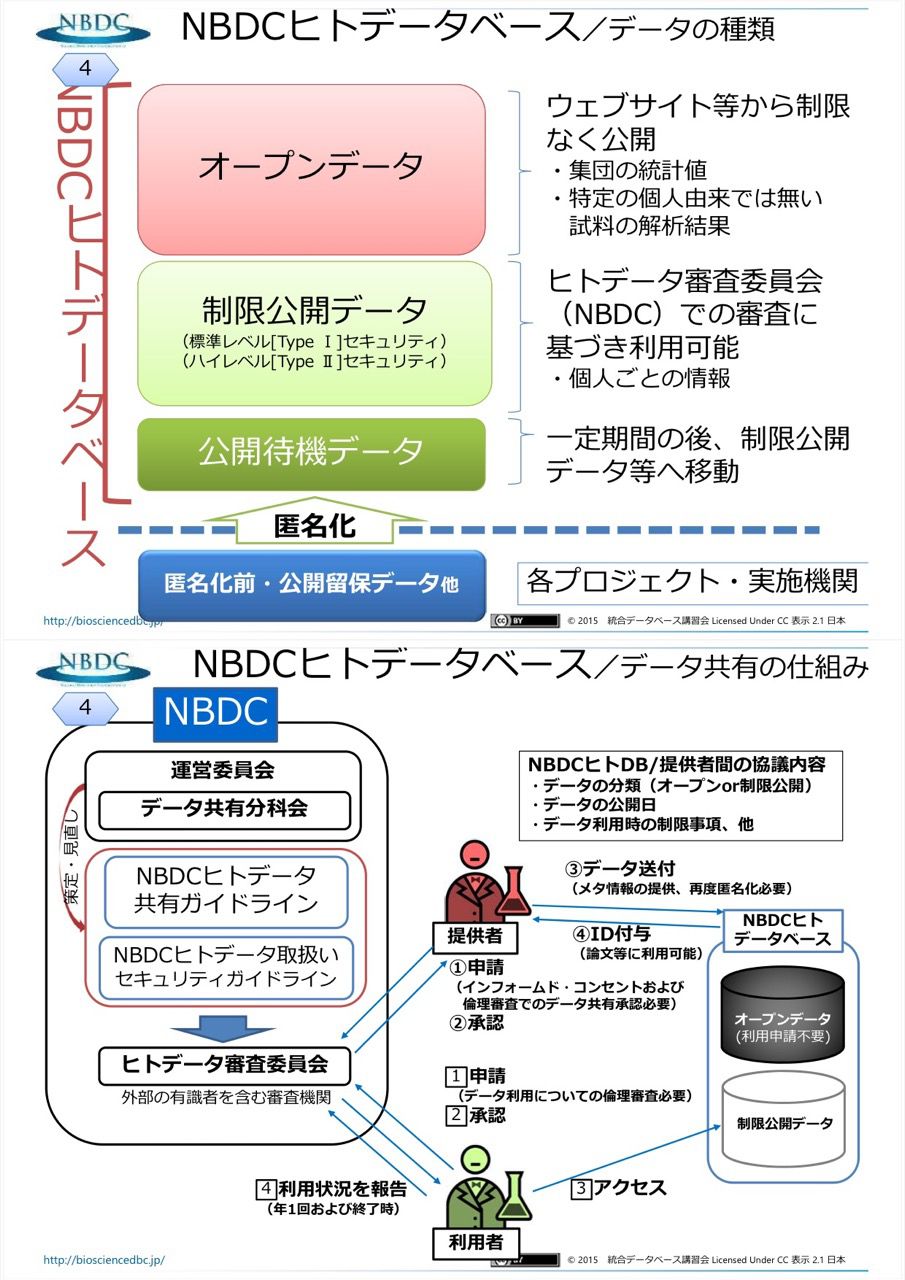 NBDC
NBDCヒトデータベース／データの種類
4
NBDCヒトデータベース
オープンデータ
ウェブサイト等から制限
なく公開
・集団の統計値
・特定の個人由来では無い
試料の解析結果
制限公開データ
（標準レベル[Type Ⅰ]セキュリティ）
（ハイレベル[Type Ⅱ]セキュリティ）
ヒトデータ審査委員会
（NBDC）での審査に
基づき利用可能
・個人ごとの情報
公開待機データ
一定期間の後、制限公開
データ等へ移動
匿名化
匿名化前・公開留保データ他
各プロジェクト・実施機関
http://biosciencedbc.jp/
(cc) BY
© 2015 統合データベース講習会 Licensed Under CC 表示 2.1 日本
NBDC
NBDCヒトデータベース／データ共有の仕組み
4
NBDC
運営委員会
データ共有分科会
策定・見直し
NBDCヒトデータ
共有ガイドライン
NBDCヒトデータ取扱い
セキュリティガイドライン
ヒトデータ審査委員会
外部の有識者を含む審査機関
NBDCヒトDB/提供者間の協議内容
・データの分類（オープンor制限公開）
・データの公開日
・データ利用時の制限事項、他
提供者
③データ送付
（メタ情報の提供、再度匿名化必要）
④ID付与
（論文等に利用可能）
①申請
（インフォームド・コンセントおよび
倫理審査でのデータ共有承認必要）
②承認
NBDCヒト
データベース
オープンデータ
(利用申請不要)
制限公開データ
1 申請
（データ利用についての倫理審査必要）
2 承認
3 アクセス
4 利用状況を報告
（年1回および終了時）
利用者
http://biosciencedbc.jp/
BY
© 2015 統合データベース講習会 Licensed Under CC 表示 2.1 日本